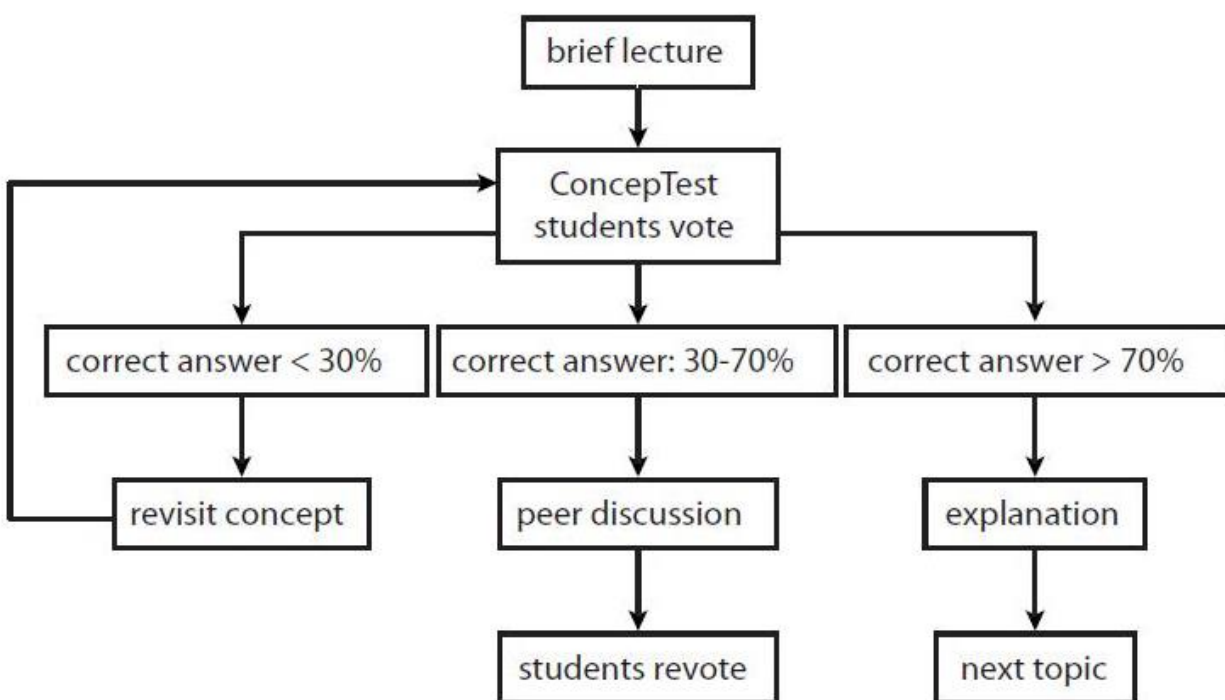 brief lecture
ConcepTest
students vote
correct answer < 30%
correct answer: 30-70%
correct answer > 70%
revisit concept
peer discussion
explanation
students revote
next topic